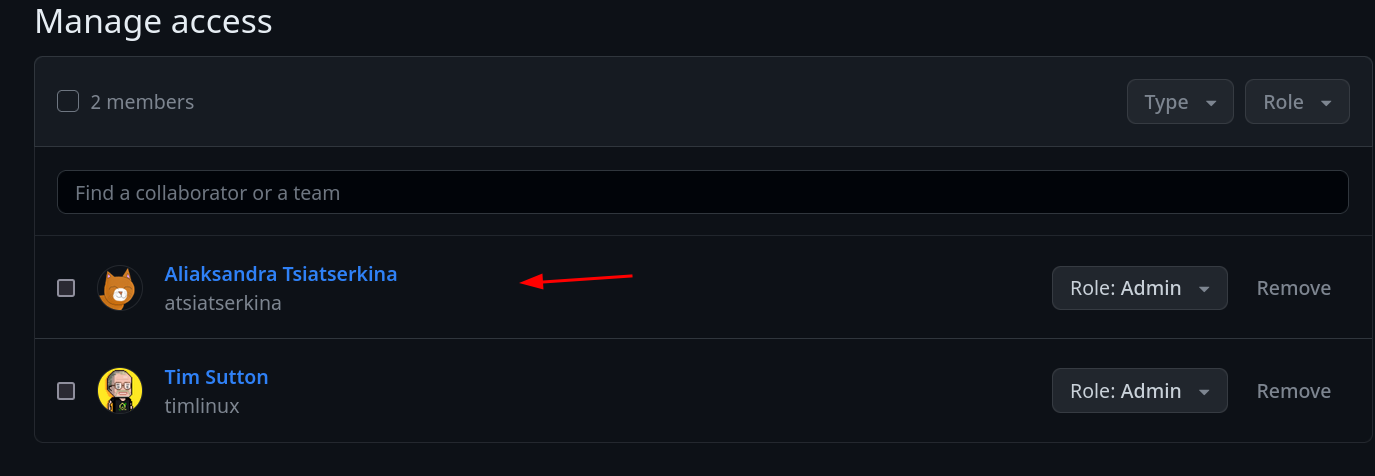 Manage access
2 members
Type
Role
Find a collaborator or a team
Aliaksandra Tsiatserkina
atsiatserkina
Role: Admin
Remove
Tim Sutton
timlinux
Role: Admin
Remove